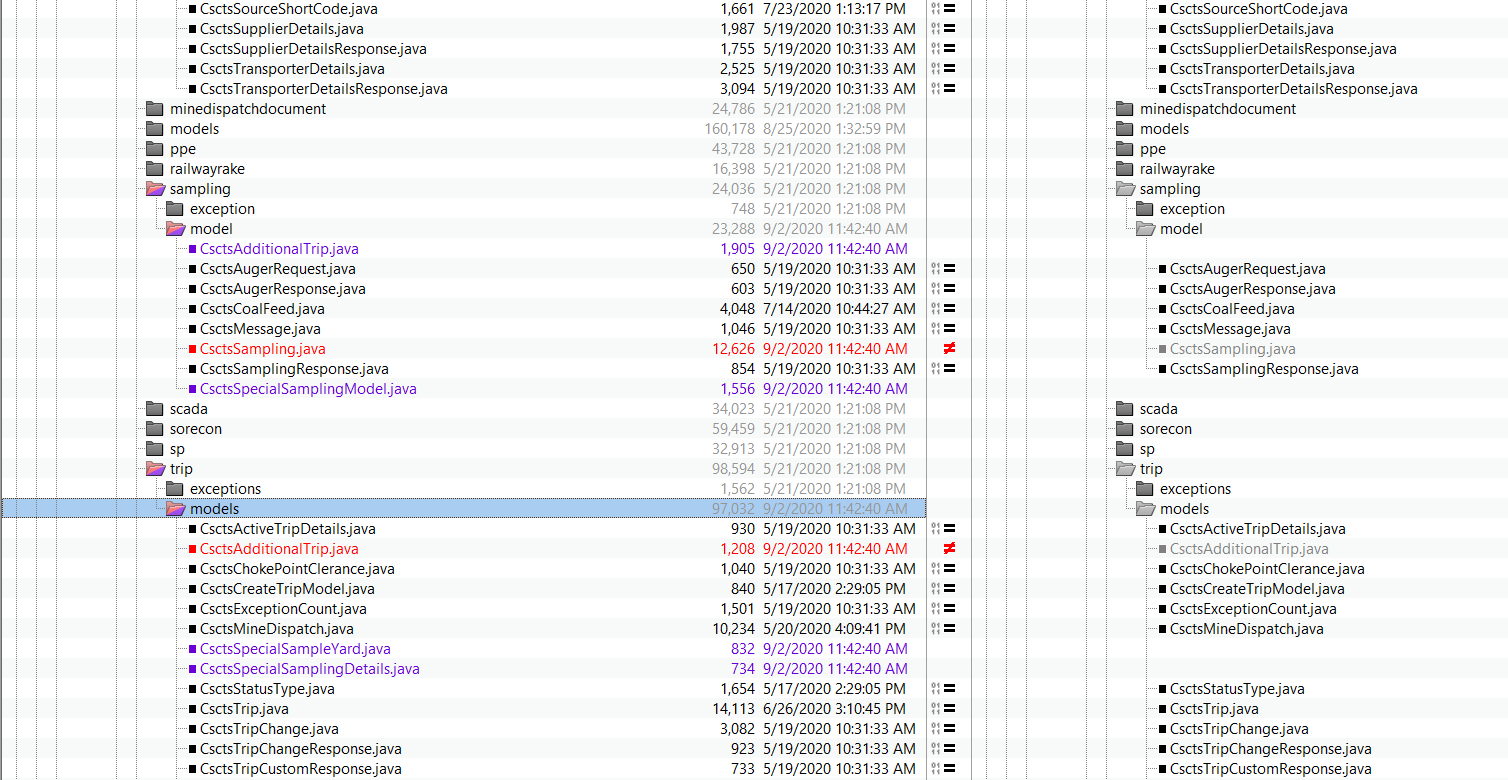 CsctsSourceShortCode.java 1,661 7/23/2020 1:13:17 PM = CsctsSourceShortCode.java
CsctsSupplierDetails.java 1,987 5/19/2020 10:31:33 AM = CsctsSupplierDetails.java
CsctsSupplierDetailsResponse.java 1,755 5/19/2020 10:31:33 AM = CsctsSupplierDetailsResponse.java
CsctsTransporterDetails.java 2,525 5/19/2020 10:31:33 AM = CsctsTransporterDetails.java
CsctsTransporterDetailsResponse.java 3,094 5/19/2020 10:31:33 AM = CsctsTransporterDetailsResponse.java
minedispatchdocument 24,786 5/21/2020 1:21:08 PM minedispatchdocument
models 160,178 8/25/2020 1:32:59 PM models
ppe 43,728 5/21/2020 1:21:08 PM ppe
railwayrake 16,398 5/21/2020 1:21:08 PM railwayrake
sampling 24,036 5/21/2020 1:21:08 PM sampling
exception 748 5/21/2020 1:21:08 PM exception
model 23,288 9/2/2020 11:42:40 AM model
CsctsAdditionalTrip.java 1,905 9/2/2020 11:42:40 AM
CsctsAugerRequest.java 650 5/19/2020 10:31:33 AM = CsctsAugerRequest.java
CsctsAugerResponse.java 603 5/19/2020 10:31:33 AM = CsctsAugerResponse.java
CsctsCoalFeed.java 4,048 7/14/2020 10:44:27 AM = CsctsCoalFeed.java
CsctsMessage.java 1,046 5/19/2020 10:31:33 AM = CsctsMessage.java
CsctsSampling.java 12,626 9/2/2020 11:42:40 AM ≠ CsctsSampling.java
CsctsSamplingResponse.java 854 5/19/2020 10:31:33 AM = CsctsSamplingResponse.java
CsctsSpecialSamplingModel.java 1,556 9/2/2020 11:42:40 AM
scada 34,023 5/21/2020 1:21:08 PM scada
sorecon 59,459 5/21/2020 1:21:08 PM sorecon
sp 32,913 5/21/2020 1:21:08 PM sp
trip 98,594 5/21/2020 1:21:08 PM trip
exceptions 1,562 5/21/2020 1:21:08 PM exceptions
models 97,032 9/2/2020 11:42:40 AM models
CsctsActiveTripDetails.java 930 5/19/2020 10:31:33 AM = CsctsActiveTripDetails.java
CsctsAdditionalTrip.java 1,208 9/2/2020 11:42:40 AM ≠ CsctsAdditionalTrip.java
CsctsChokePointClerance.java 1,040 5/19/2020 10:31:33 AM = CsctsChokePointClerance.java
CsctsCreateTripModel.java 840 5/17/2020 2:29:05 PM = CsctsCreateTripModel.java
CsctsExceptionCount.java 1,501 5/19/2020 10:31:33 AM = CsctsExceptionCount.java
CsctsMineDispatch.java 10,234 5/20/2020 4:09:41 PM = CsctsMineDispatch.java
CsctsSpecialSampleYard.java 832 9/2/2020 11:42:40 AM
CsctsSpecialSamplingDetails.java 734 9/2/2020 11:42:40 AM
CsctsStatusType.java 1,654 5/17/2020 2:29:05 PM = CsctsStatusType.java
CsctsTrip.java 14,113 6/26/2020 3:10:45 PM = CsctsTrip.java
CsctsTripChange.java 3,082 5/19/2020 10:31:33 AM = CsctsTripChange.java
CsctsTripChangeResponse.java 923 5/19/2020 10:31:33 AM = CsctsTripChangeResponse.java
CsctsTripCustomResponse.java 733 5/19/2020 10:31:33 AM = CsctsTripCustomResponse.java